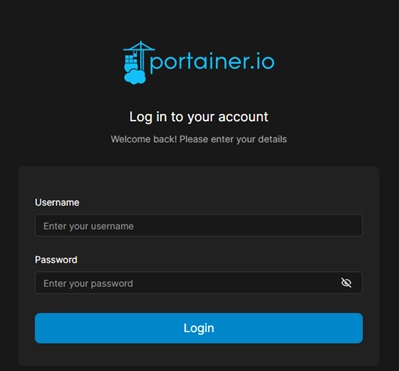 portainer.io
Log in to your account
Welcome back! Please enter your details
Username
Enter your username
Password
Enter your password
Login